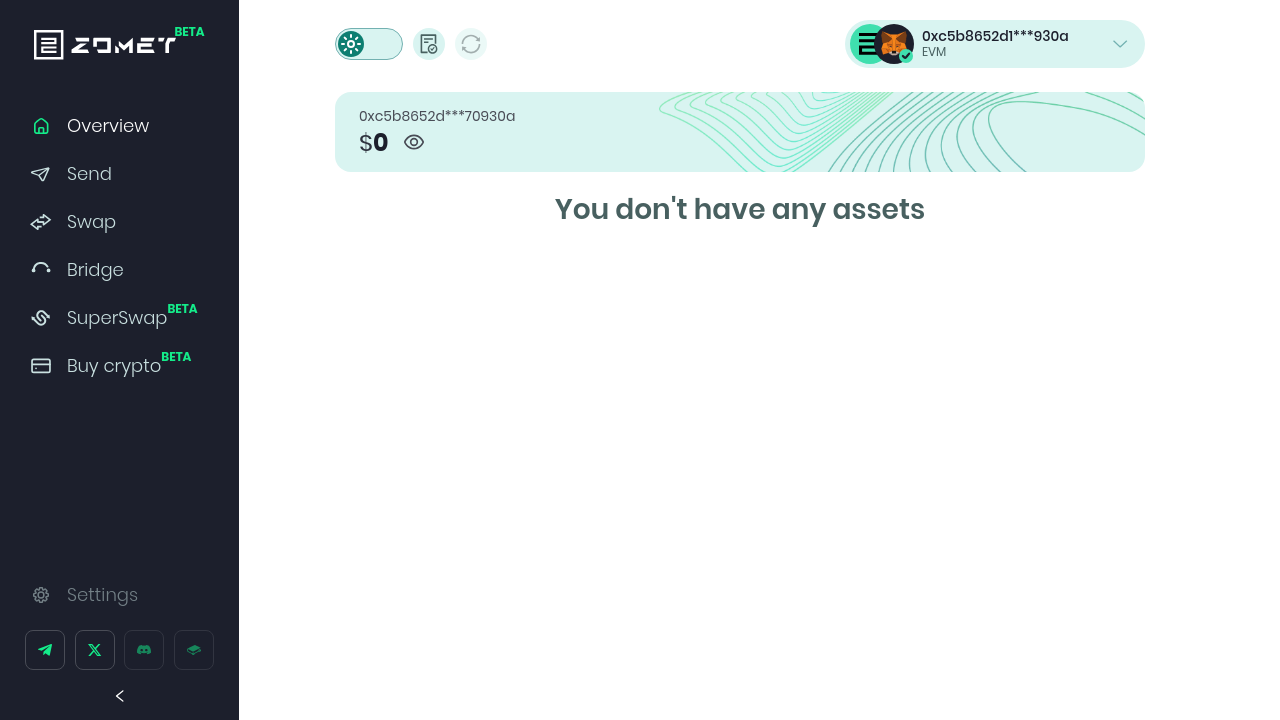 ZOMET BETA
Overview
Send
Swap
Bridge
SuperSwap BETA
Buy crypto BETA
Settings
0xc5b8652d1***930a
EVM
0xc5b8652d***70930a
$0
You don't have any assets